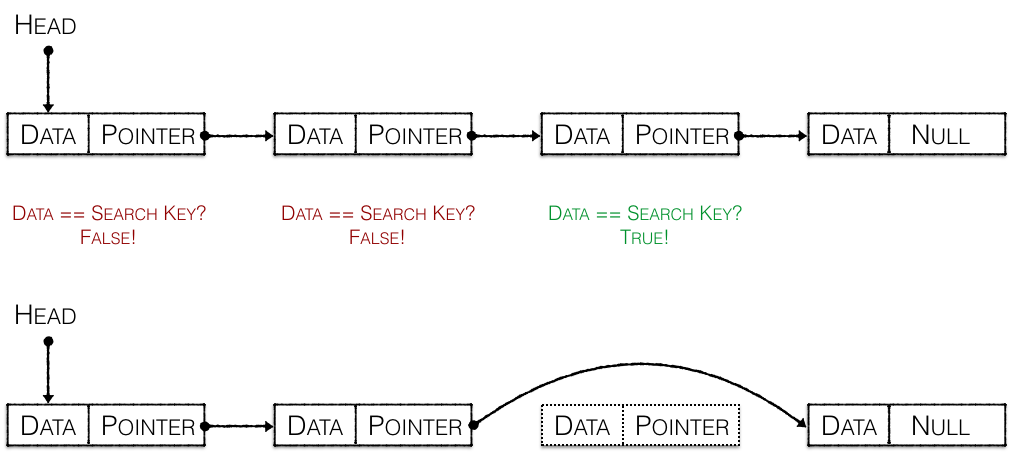 Head
Data Pointer Data Pointer Data Pointer Data Null
Data == Search Key? Data == Search Key? Data == Search Key?
False! False! True!
Head
Data Pointer Data Pointer Data Pointer Data Null